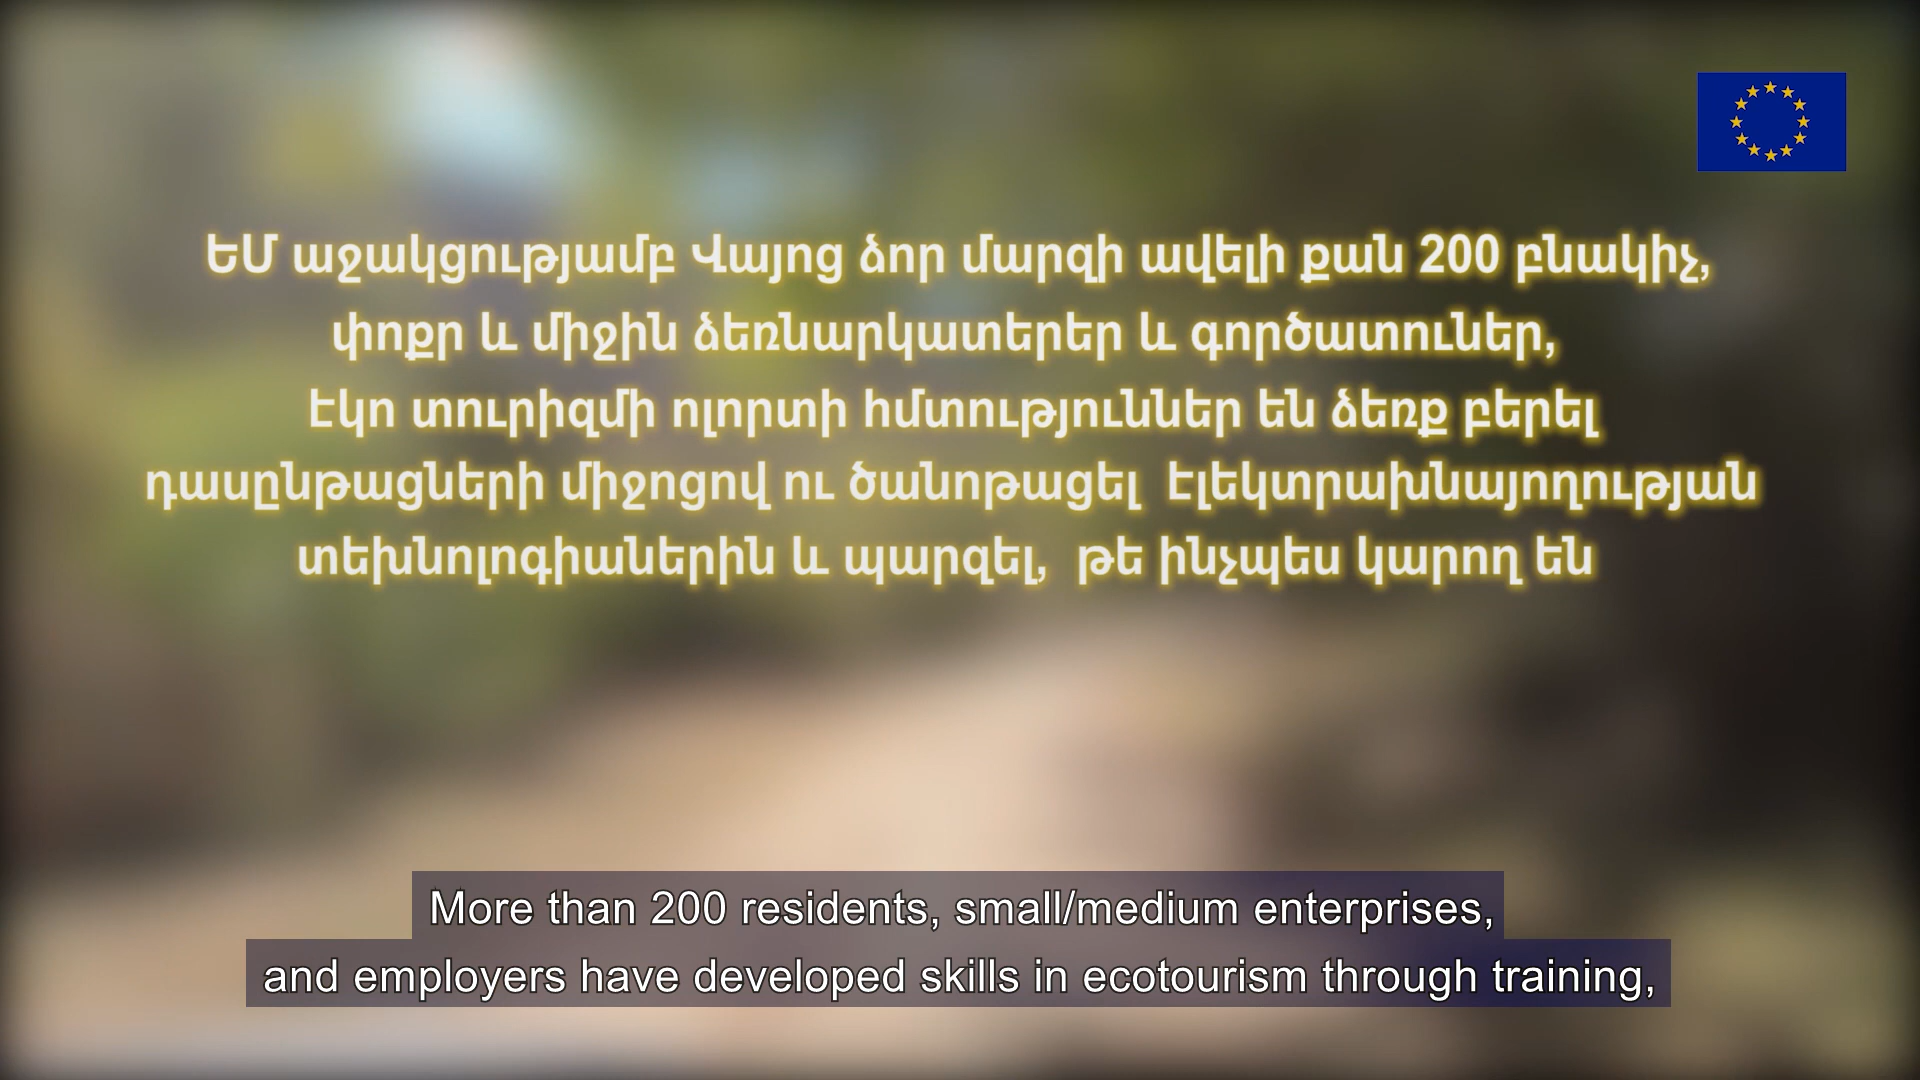 ԵՄ աջակցությամբ Վայոց ձոր մարզի ավելի քան 200 բնակիչ,
փոքր և միջին ձեռնարկատերեր և գործատուներ,
էկո տուրիզմի ոլորտի հմտություններ են ձեռք բերել
դասընթացների միջոցով ու ծանոթացել էլեկտրախնայողության
տեխնոլոգիաներին և պարզել, թե ինչպես կարող են
More than 200 residents, small/medium enterprises,
and employers have developed skills in ecotourism through training,